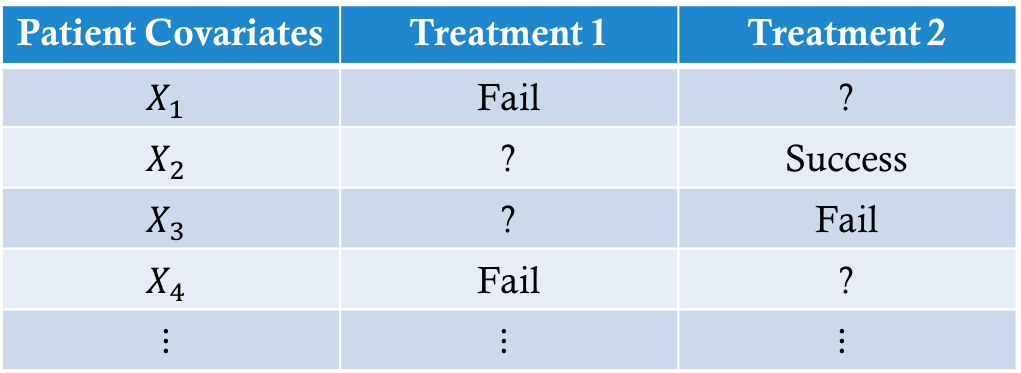 Patient Covariates Treatment 1 Treatment 2
X₁ Fail ?
X₂ ? Success
X₃ ? Fail
X₄ Fail ?
⋮ ⋮ ⋮